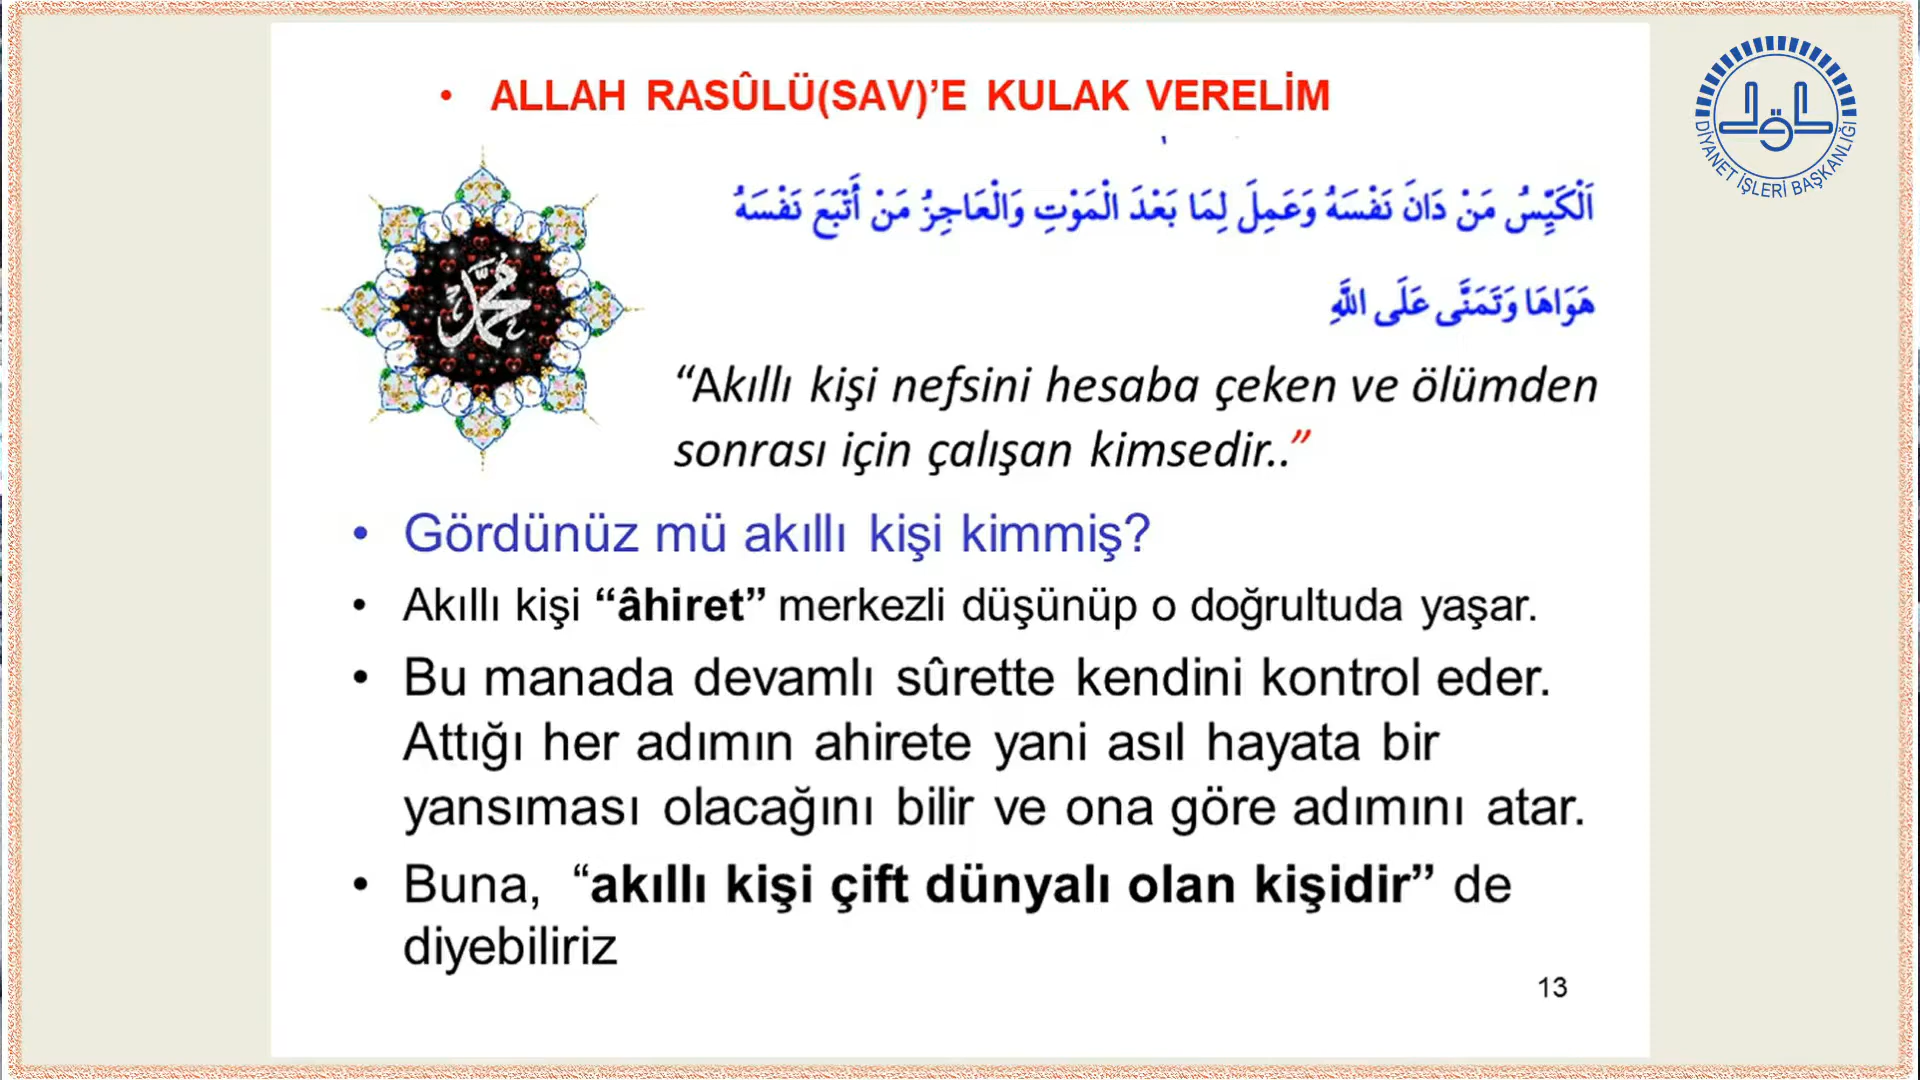 • ALLAH RASÛLÜ(SAV)’E KULAK VERELİM
DİYANET İŞLERİ BAŞKANLIĞI
اَلْكَيِّسُ مَنْ دَانَ نَفْسَهُ وَعَمِلَ لِمَا بَعْدَ الْمَوْتِ وَالْعَاجِزُ مَنْ أَتْبَعَ نَفْسَهُ
هَوَاهَا وَتَمَنَّى عَلَى اللَّهِ
محمد
“Akıllı kişi nefsini hesaba çeken ve ölümden
sonrası için çalışan kimsedir..”
• Gördünüz mü akıllı kişi kimmiş?
• Akıllı kişi “âhiret” merkezli düşünüp o doğrultuda yaşar.
• Bu manada devamlı sûrette kendini kontrol eder.
Attığı her adımın ahirete yani asıl hayata bir
yansıması olacağını bilir ve ona göre adımını atar.
• Buna, “akıllı kişi çift dünyalı olan kişidir” de
diyebiliriz
13